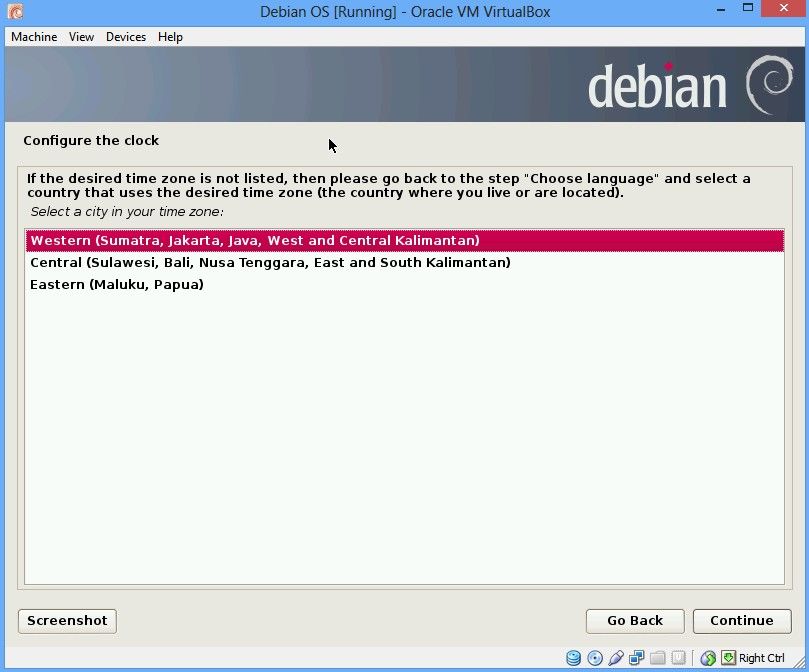 Debian OS [Running] - Oracle VM VirtualBox
Machine View Devices Help
debian
Configure the clock
If the desired time zone is not listed, then please go back to the step "Choose language" and select a
country that uses the desired time zone (the country where you live or are located).
Select a city in your time zone:
Western (Sumatra, Jakarta, Java, West and Central Kalimantan)
Central (Sulawesi, Bali, Nusa Tenggara, East and South Kalimantan)
Eastern (Maluku, Papua)
Screenshot Go Back Continue
Right Ctrl